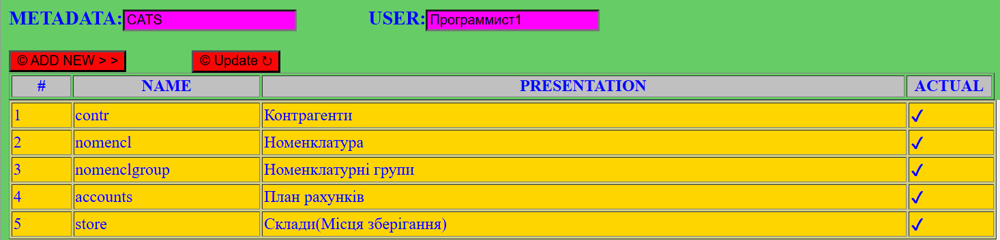 METADATA: CATS USER: Программист1
© ADD NEW > > © Update ↻
# NAME PRESENTATION ACTUAL
1 contr Контрагенти ✓
2 nomencl Номенклатура ✓
3 nomenclgroup Номенклатурні групи ✓
4 accounts План рахунків ✓
5 store Склади(Місця зберігання) ✓